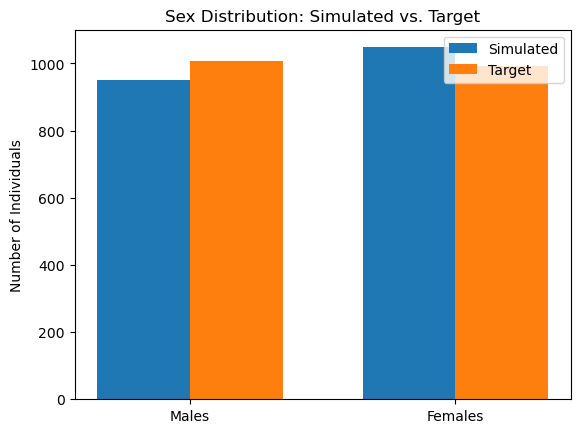 Sex Distribution: Simulated vs. Target
Simulated
Target
Number of Individuals
1000
800
600
400
200
0
Males Females